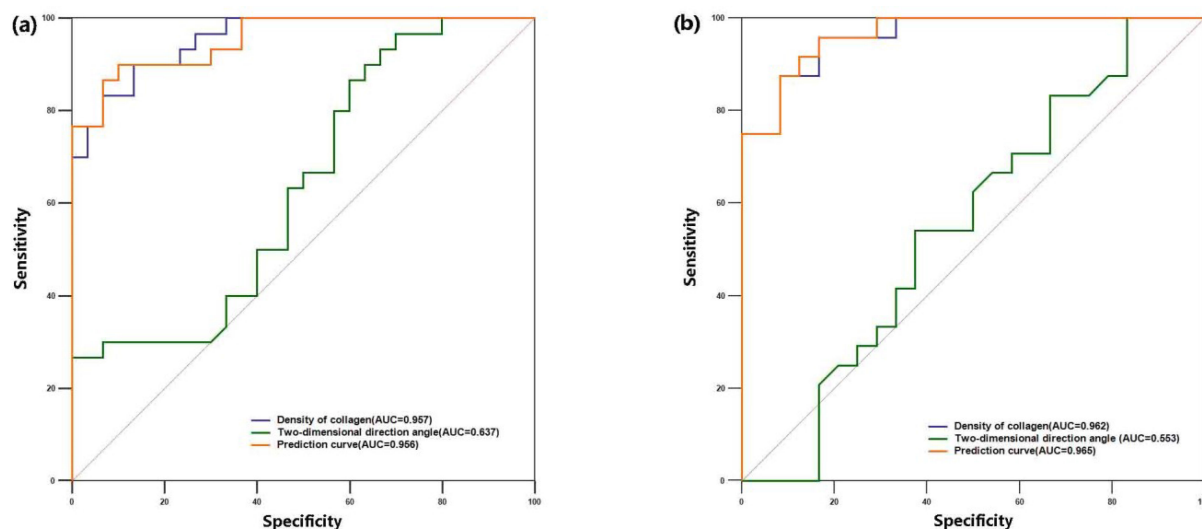 (a)
100
80
60
40
20
0
Sensitivity
Density of collagen(AUC=0.957)
Two-dimensional direction angle(AUC=0.637)
Prediction curve(AUC=0.956)
0 20 40 60 80 100
Specificity
(b)
100
80
60
40
20
0
Sensitivity
Density of collagen(AUC=0.962)
Two-dimensional direction angle (AUC=0.553)
Prediction curve(AUC=0.965)
0 20 40 60 80
Specificity